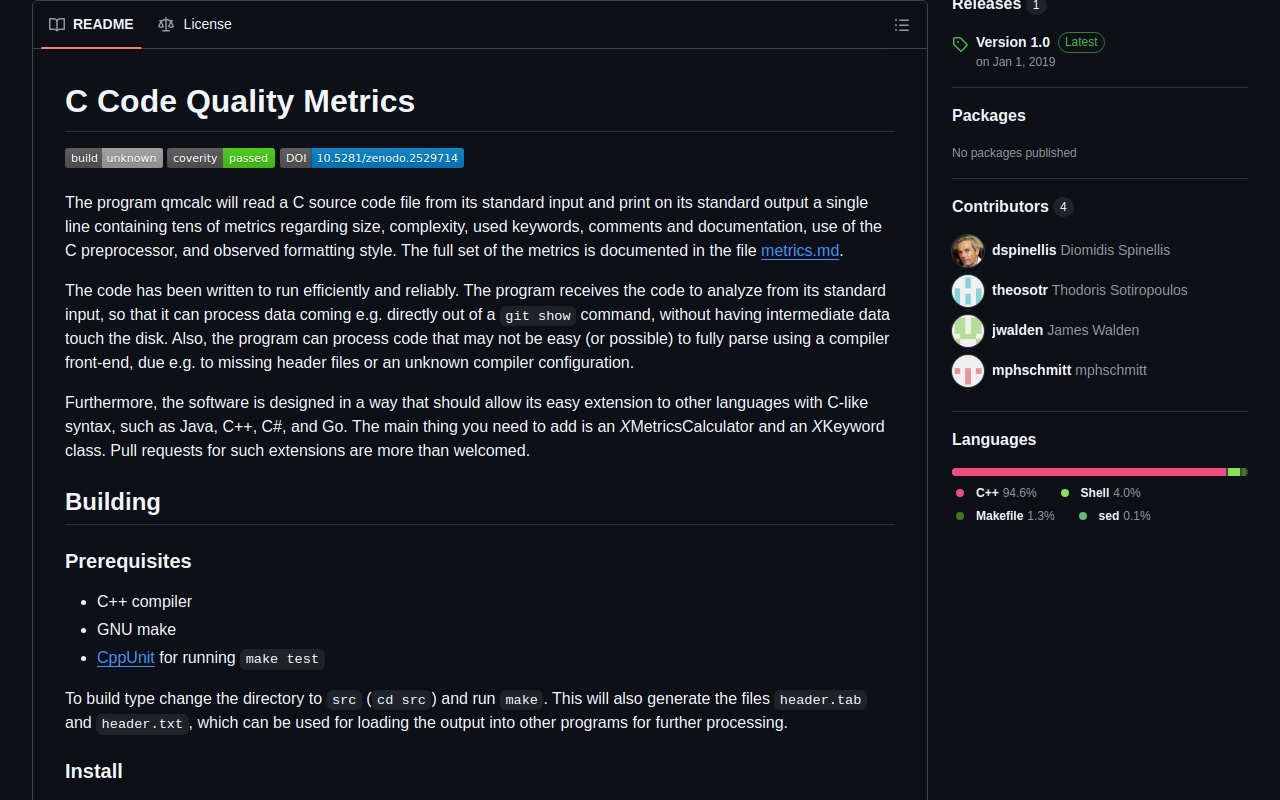 README
License
C Code Quality Metrics
build unknown coverity passed DOI 10.5281/zenodo.2529714
The program qmcalc will read a C source code file from its standard input and print on its standard output a single
line containing tens of metrics regarding size, complexity, used keywords, comments and documentation, use of the
C preprocessor, and observed formatting style. The full set of the metrics is documented in the file metrics.md.
The code has been written to run efficiently and reliably. The program receives the code to analyze from its standard
input, so that it can process data coming e.g. directly out of a git show command, without having intermediate data
touch the disk. Also, the program can process code that may not be easy (or possible) to fully parse using a compiler
front-end, due e.g. to missing header files or an unknown compiler configuration.
Furthermore, the software is designed in a way that should allow its easy extension to other languages with C-like
syntax, such as Java, C++, C#, and Go. The main thing you need to add is an XMetricsCalculator and an XKeyword
class. Pull requests for such extensions are more than welcomed.
Building
Prerequisites
C++ compiler
GNU make
CppUnit for running make test
To build type change the directory to src (cd src) and run make. This will also generate the files header.tab
and header.txt, which can be used for loading the output into other programs for further processing.
Install
Releases 1
Version 1.0 Latest
on Jan 1, 2019
Packages
No packages published
Contributors 4
dspinellis Diomidis Spinellis
theosotr Thodoris Sotiropoulos
jwalden James Walden
mphschmitt mphschmitt
Languages
C++ 94.6% Shell 4.0%
Makefile 1.3% sed 0.1%